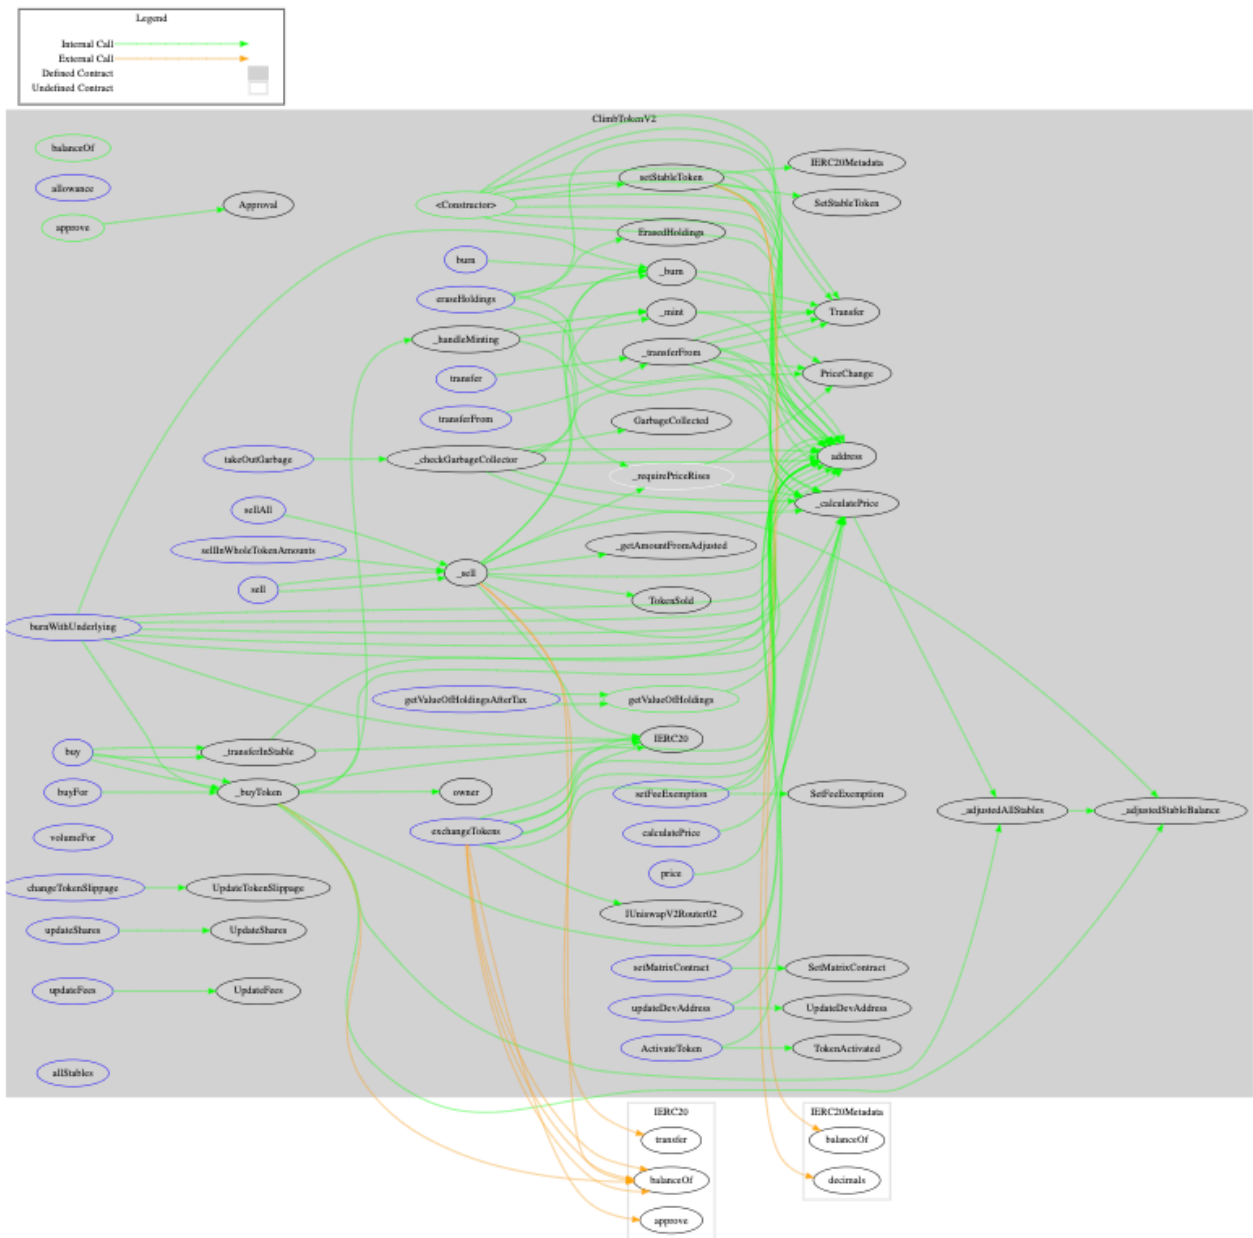 Legend
Internal Call
External Call
Defined Contract
Undefined Contract
ClimbTokenV2
balanceOf
allowance
approve
Approval
<Constructor>
setStableToken
IERC20Metadata
SetStableToken
ErasedHoldings
burn
_burn
eraseHoldings
_mint
Transfer
_handleMinting
_transferFrom
transfer
PriceChange
transferFrom
GarbageCollected
takeOutGarbage
_checkGarbageCollector
address
_requirePriceRises
_calculatePrice
sellAll
sellInWholeTokenAmounts
_getAmountFromAdjusted
_sell
sell
TokenSold
burnWithUnderlying
getValueOfHoldingsAfterTax
getValueOfHoldings
IERC20
buy
_transferInStable
buyFor
_buyToken
owner
setFeeExemption
SetFeeExemption
_adjustedAllStables
_adjustedStableBalance
volumeFor
exchangeTokens
calculatePrice
price
changeTokenSlippage
UpdateTokenSlippage
IUniswapV2Router02
updateShares
UpdateShares
setMatrixContract
SetMatrixContract
updateFees
UpdateFees
updateDevAddress
UpdateDevAddress
ActivateToken
TokenActivated
allStables
IERC20
transfer
balanceOf
approve
IERC20Metadata
balanceOf
decimals